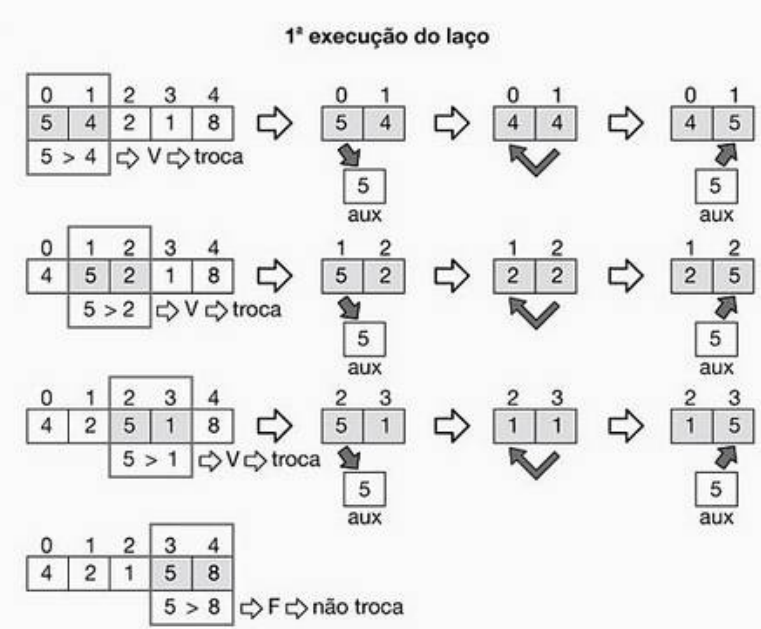 1ª execução do laço
0 1 2 3 4 0 1 0 1 0 1
5 4 2 1 8 5 4 4 4 4 5
5 > 4 V troca
5 5
aux aux
0 1 2 3 4 1 2 1 2 1 2
4 5 2 1 8 5 2 2 2 2 5
5 > 2 V troca
5 5
aux aux
0 1 2 3 4 2 3 2 3 2 3
4 2 5 1 8 5 1 1 1 1 5
5 > 1 V troca
5 5
aux aux
0 1 2 3 4
4 2 1 5 8
5 > 8 F não troca